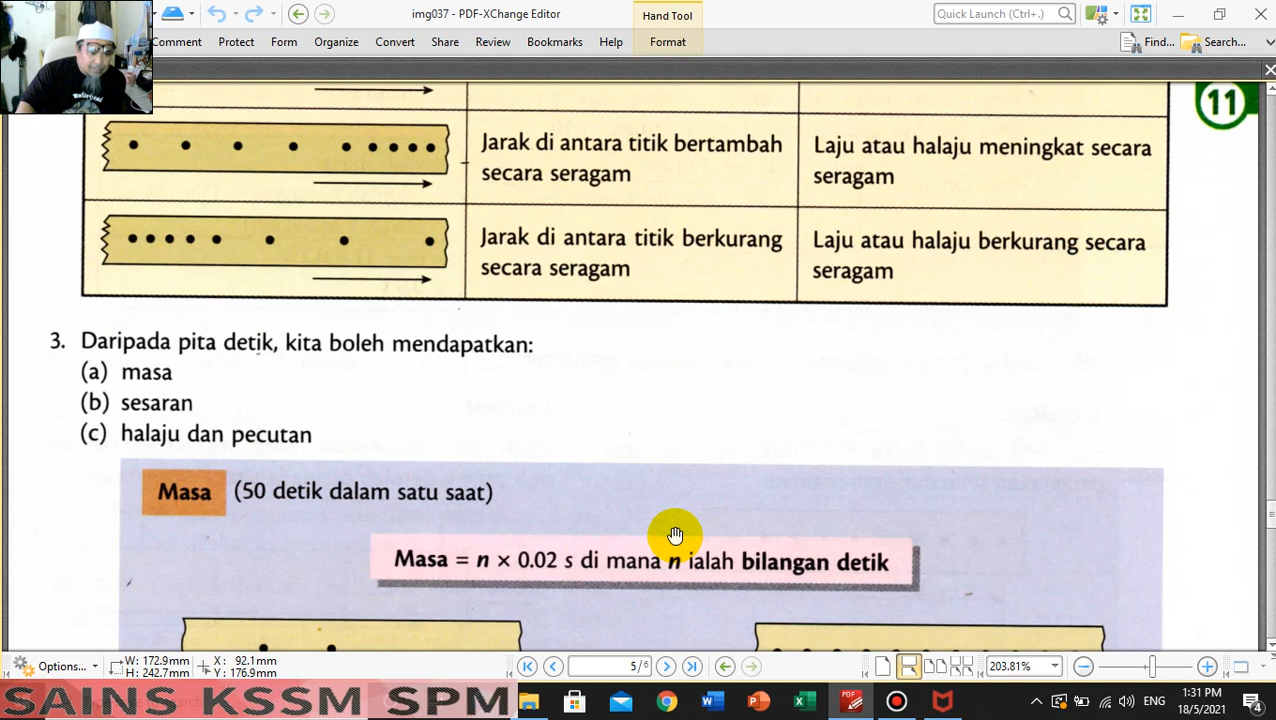 img037 - PDF-XChange Editor
Hand Tool
Quick Launch (Ctrl+.)
Comment Protect Form Organize Convert Share Review Bookmarks Help Format Find... Search...
11
Jarak di antara titik bertambah
secara seragam
Laju atau halaju meningkat secara
seragam
Jarak di antara titik berkurang
secara seragam
Laju atau halaju berkurang secara
seragam
3. Daripada pita detik, kita boleh mendapatkan:
(a) masa
(b) sesaran
(c) halaju dan pecutan
Masa (50 detik dalam satu saat)
Masa = n × 0.02 s di mana n ialah bilangan detik
Options... W: 172.9mm X: 92.1mm
H: 242.7mm Y: 176.9mm
5/6
203.81%
SAINS KSSM SPM
ENG
1:31 PM
18/5/2021